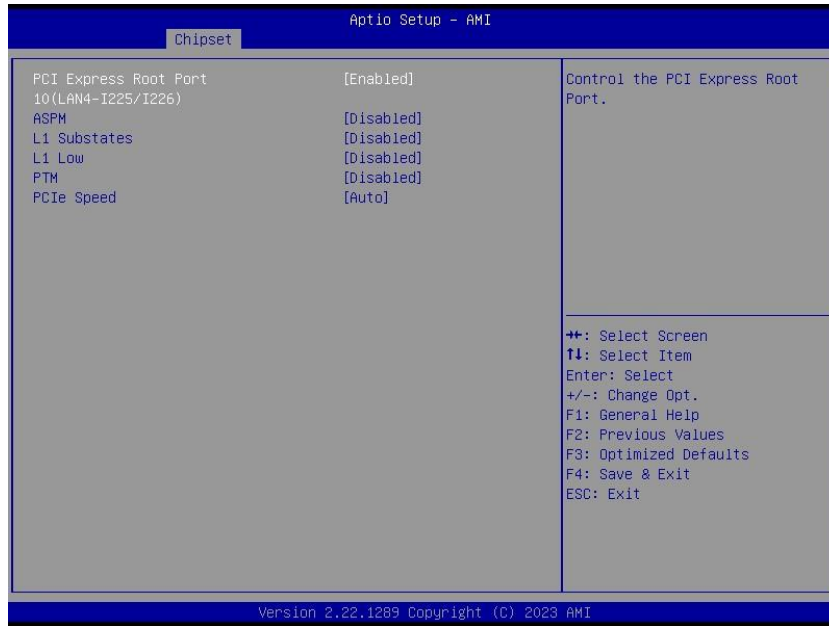 Aptio Setup – AMI
Chipset
PCI Express Root Port [Enabled]
10(LAN4-I225/I226)
ASPM [Disabled]
L1 Substates [Disabled]
L1 Low [Disabled]
PTM [Disabled]
PCIe Speed [Auto]
Control the PCI Express Root
Port.
→←: Select Screen
↑↓: Select Item
Enter: Select
+/-: Change Opt.
F1: General Help
F2: Previous Values
F3: Optimized Defaults
F4: Save & Exit
ESC: Exit
Version 2.22.1289 Copyright (C) 2023 AMI